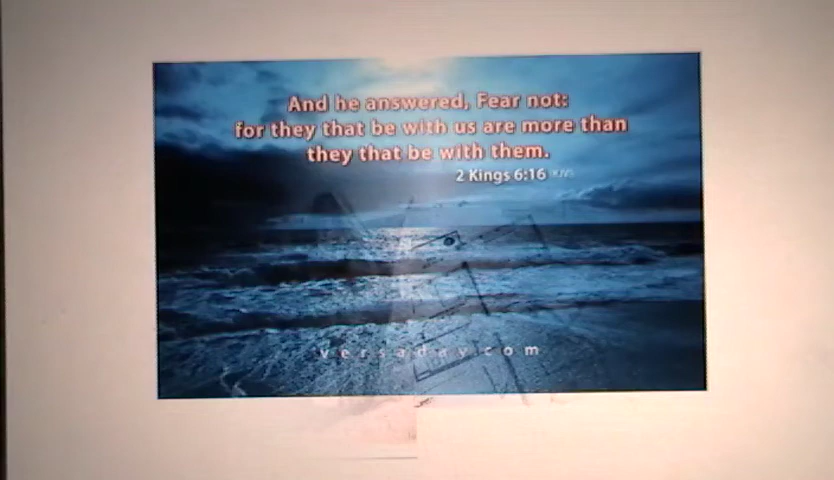 And he answered, Fear not:
for they that be with us are more than
they that be with them.
2 Kings 6:16 KJVS
versaday.com